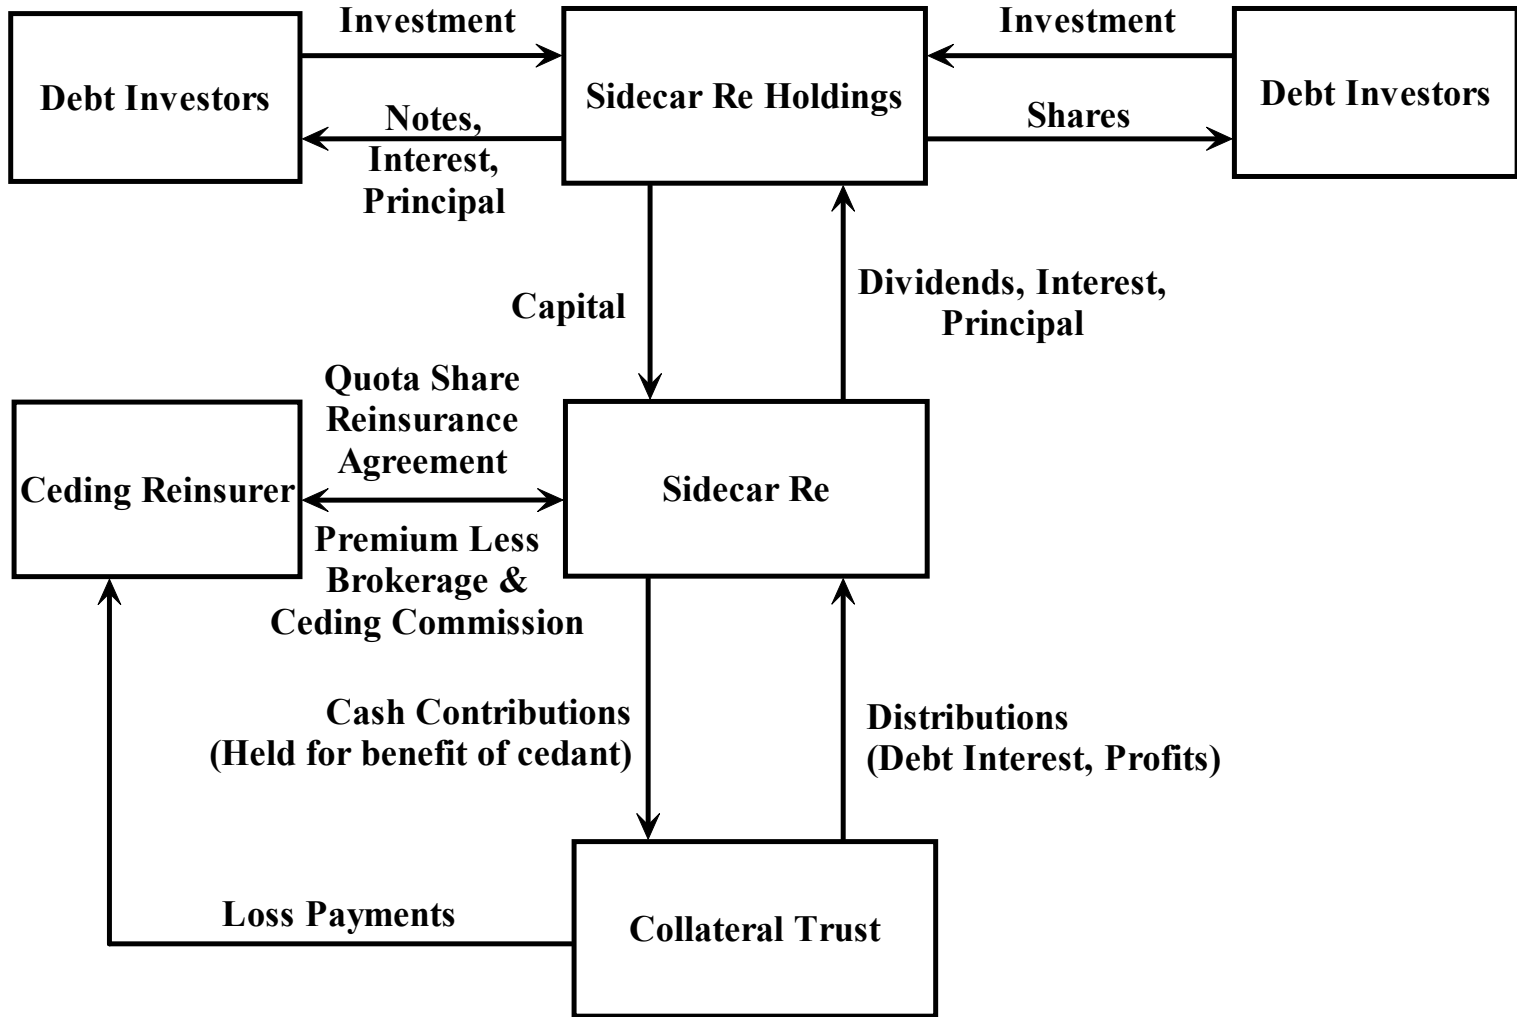 Investment
Investment
Debt Investors
Sidecar Re Holdings
Debt Investors
Notes,
Interest,
Principal
Shares
Capital
Dividends, Interest,
Principal
Quota Share
Reinsurance
Agreement
Ceding Reinsurer
Sidecar Re
Premium Less
Brokerage &
Ceding Commission
Cash Contributions
(Held for benefit of cedant)
Distributions
(Debt Interest, Profits)
Loss Payments
Collateral Trust